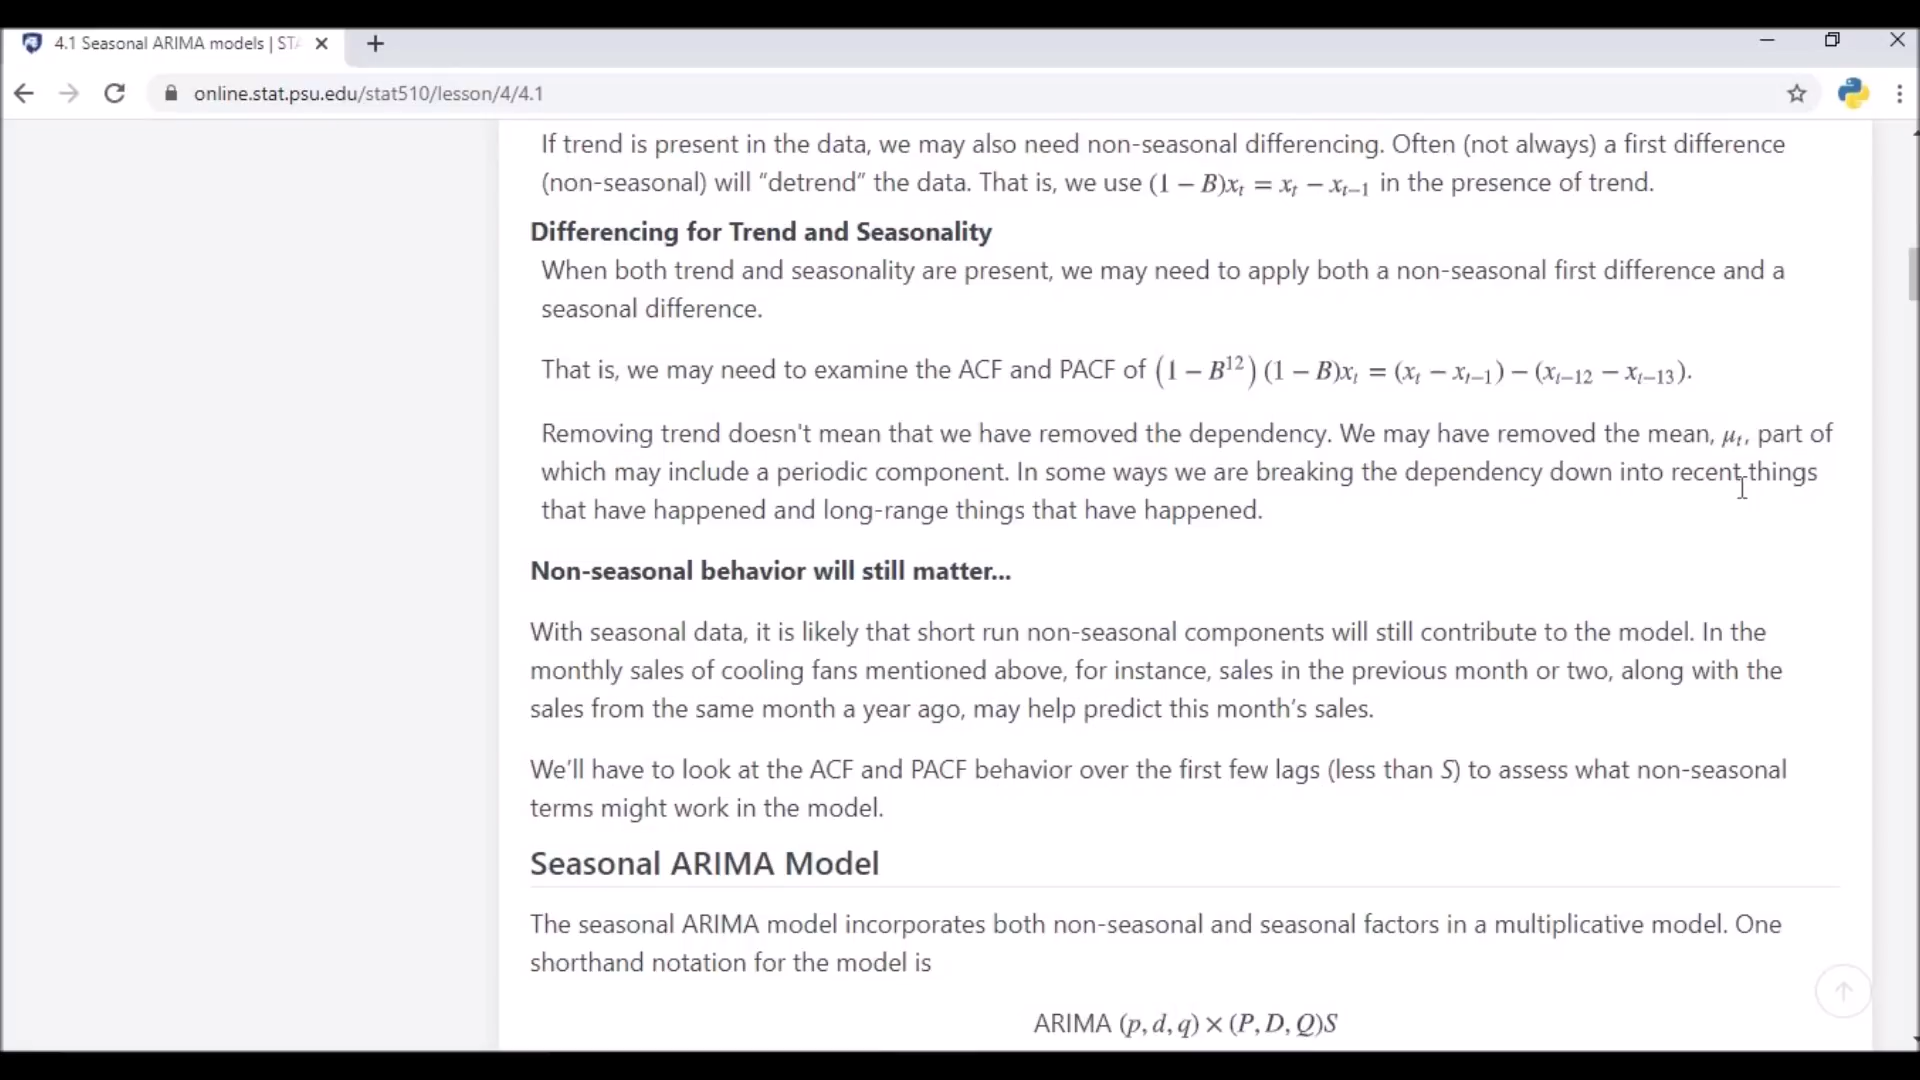 4.1 Seasonal ARIMA models | STA
online.stat.psu.edu/stat510/lesson/4/4.1
If trend is present in the data, we may also need non-seasonal differencing. Often (not always) a first difference
(non-seasonal) will “detrend” the data. That is, we use (1 − B)xₜ = xₜ − xₜ₋₁ in the presence of trend.
Differencing for Trend and Seasonality
When both trend and seasonality are present, we may need to apply both a non-seasonal first difference and a
seasonal difference.
That is, we may need to examine the ACF and PACF of (1 − B¹²) (1 − B)xₜ = (xₜ − xₜ₋₁) − (xₜ₋₁₂ − xₜ₋₁₃).
Removing trend doesn't mean that we have removed the dependency. We may have removed the mean, μₜ, part of
which may include a periodic component. In some ways we are breaking the dependency down into recent things
that have happened and long-range things that have happened.
Non-seasonal behavior will still matter...
With seasonal data, it is likely that short run non-seasonal components will still contribute to the model. In the
monthly sales of cooling fans mentioned above, for instance, sales in the previous month or two, along with the
sales from the same month a year ago, may help predict this month’s sales.
We’ll have to look at the ACF and PACF behavior over the first few lags (less than S) to assess what non-seasonal
terms might work in the model.
Seasonal ARIMA Model
The seasonal ARIMA model incorporates both non-seasonal and seasonal factors in a multiplicative model. One
shorthand notation for the model is
ARIMA (p, d, q) × (P, D, Q)S